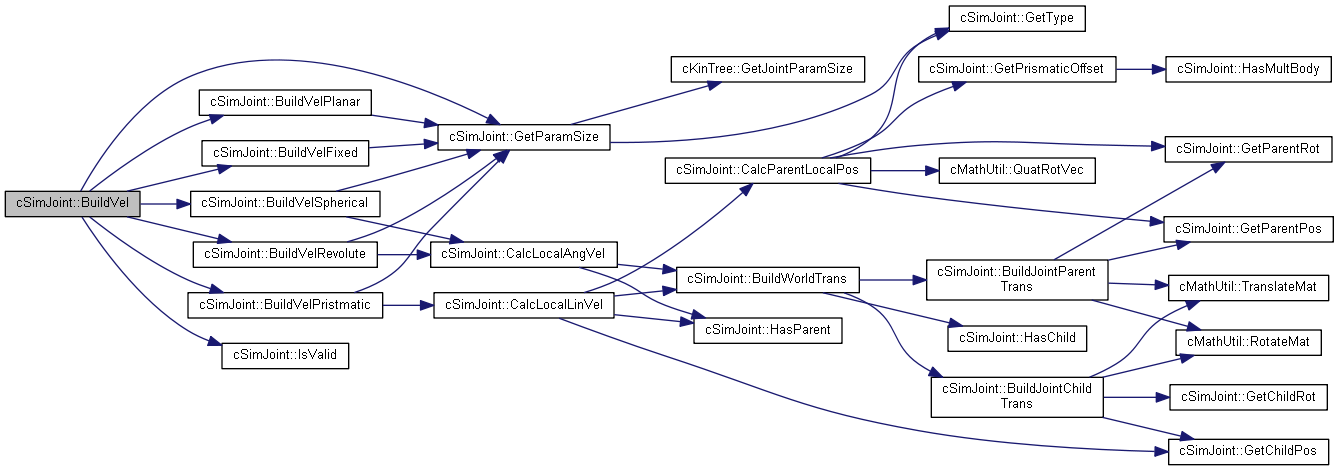 cSimJoint::BuildVel
cSimJoint::BuildVelPlanar
cSimJoint::BuildVelFixed
cSimJoint::BuildVelSpherical
cSimJoint::BuildVelRevolute
cSimJoint::BuildVelPristmatic
cSimJoint::IsValid
cSimJoint::GetParamSize
cSimJoint::CalcLocalAngVel
cSimJoint::CalcLocalLinVel
cKinTree::GetJointParamSize
cSimJoint::CalcParentLocalPos
cSimJoint::BuildWorldTrans
cSimJoint::HasParent
cSimJoint::GetType
cSimJoint::GetPrismaticOffset
cMathUtil::QuatRotVec
cSimJoint::BuildJointParent
Trans
cSimJoint::HasChild
cSimJoint::BuildJointChild
Trans
cSimJoint::HasMultBody
cSimJoint::GetParentRot
cSimJoint::GetParentPos
cMathUtil::TranslateMat
cMathUtil::RotateMat
cSimJoint::GetChildRot
cSimJoint::GetChildPos